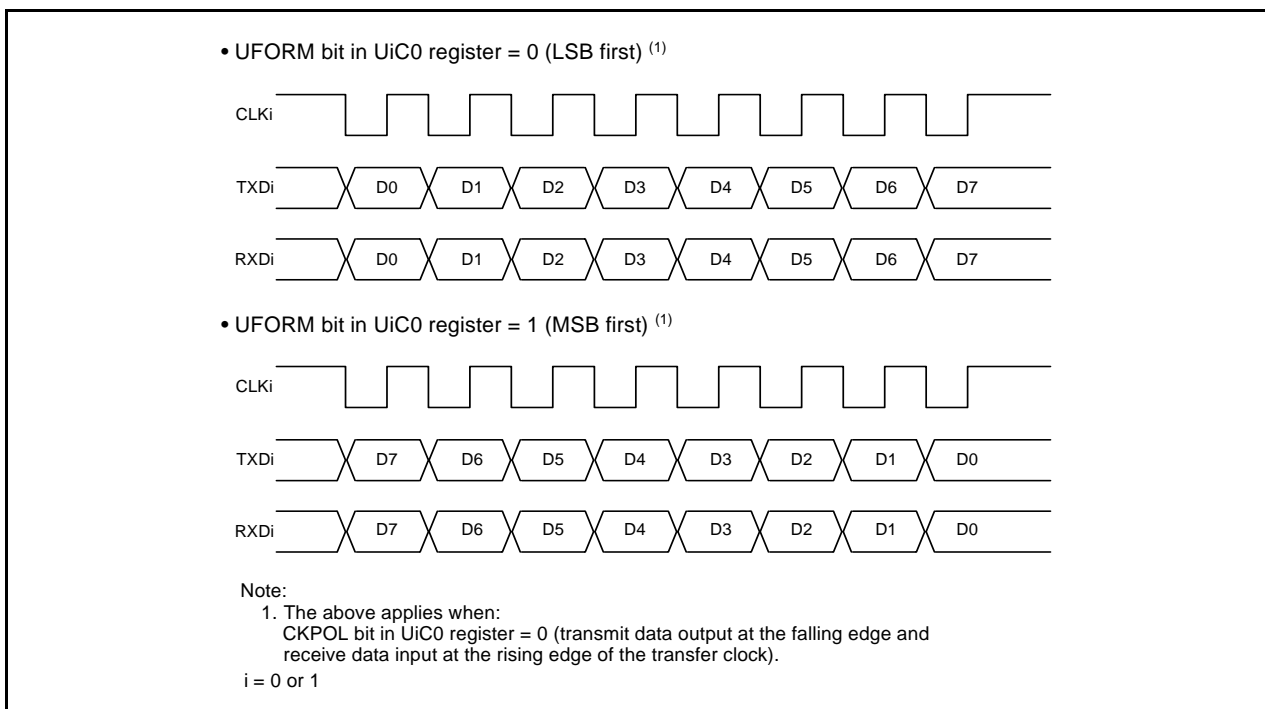 • UFORM bit in UiC0 register = 0 (LSB first) (1)
CLKi
TXDi D0 D1 D2 D3 D4 D5 D6 D7
RXDi D0 D1 D2 D3 D4 D5 D6 D7
• UFORM bit in UiC0 register = 1 (MSB first) (1)
CLKi
TXDi D7 D6 D5 D4 D3 D2 D1 D0
RXDi D7 D6 D5 D4 D3 D2 D1 D0
Note:
1. The above applies when:
CKPOL bit in UiC0 register = 0 (transmit data output at the falling edge and
receive data input at the rising edge of the transfer clock).
i = 0 or 1